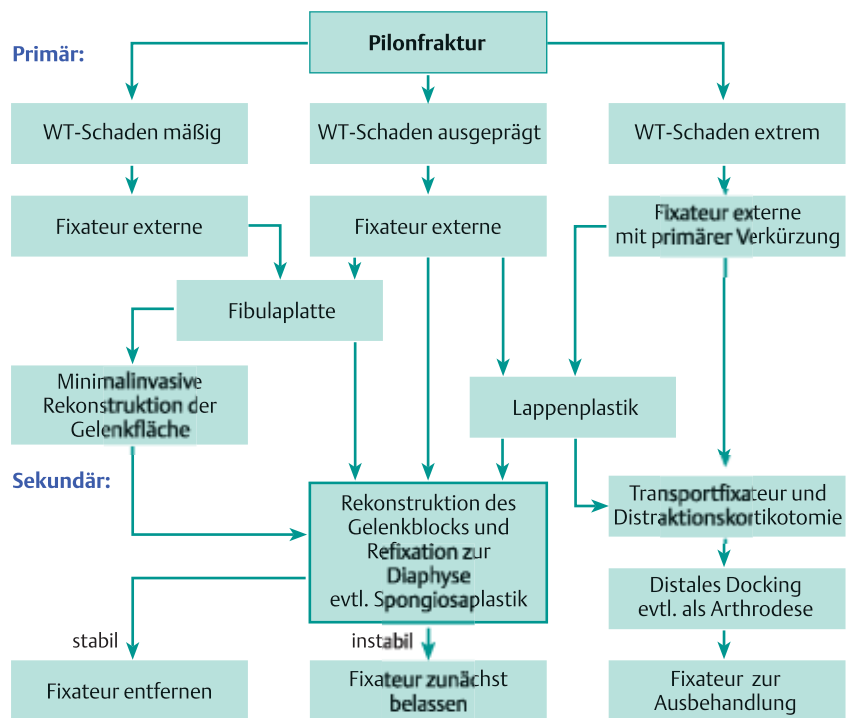 Pilonfraktur
Primär:
WT-Schaden mäßig
WT-Schaden ausgeprägt
WT-Schaden extrem
Fixateur externe
Fixateur externe
Fixateur externe
mit primärer Verkürzung
Fibulaplatte
Minimalinvasive
Rekonstruktion der
Gelenkfläche
Lappenplastik
Sekundär:
Rekonstruktion des
Gelenkblocks und
Refixation zur
Diaphyse
evtl. Spongiosaplastik
Transportfixateur und
Distraktionskortikotomie
Distales Docking
evtl. als Arthrodese
stabil
instabil
Fixateur entfernen
Fixateur zunächst
belassen
Fixateur zur
Ausbehandlung